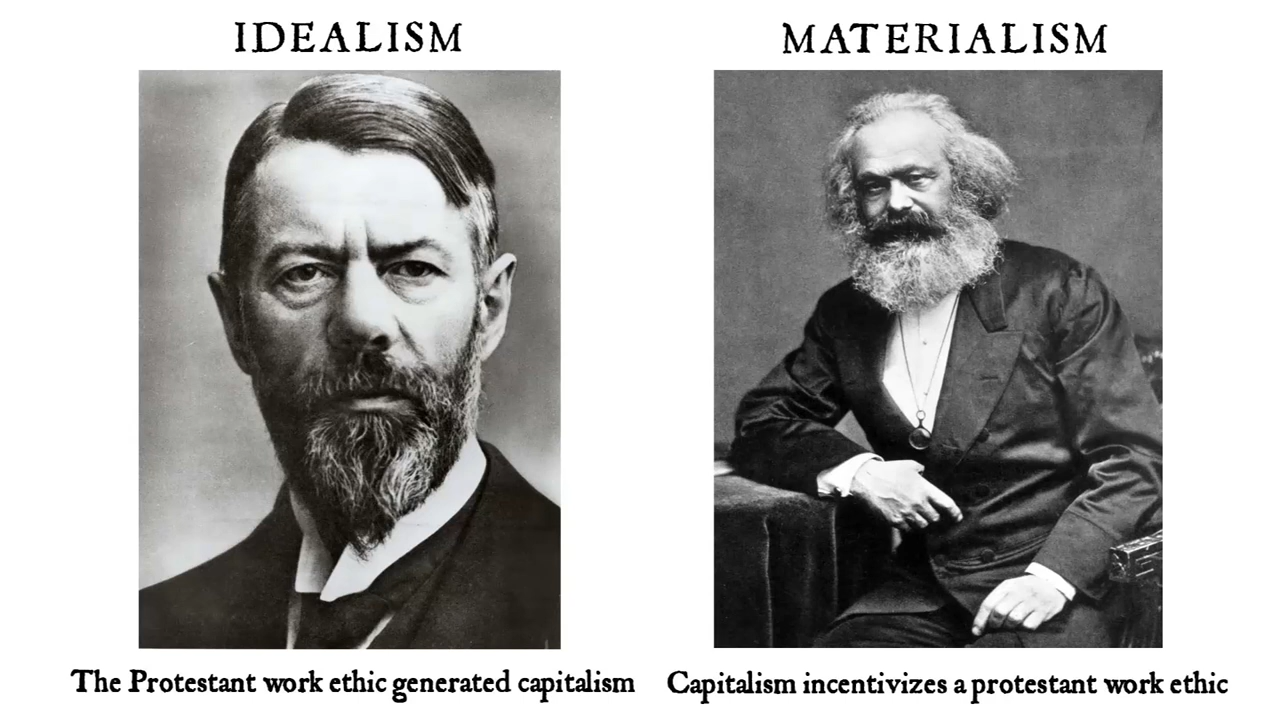 IDEALISM
MATERIALISM
The Protestant work ethic generated capitalism
Capitalism incentivizes a protestant work ethic